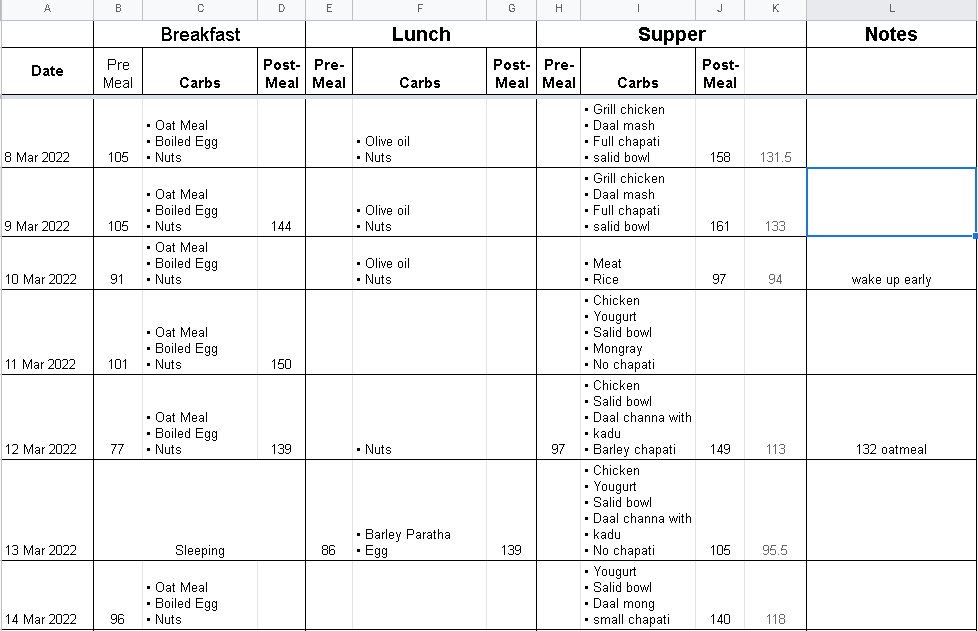 A B C D E F G H I J K L
Breakfast Lunch Supper Notes
Date Pre Meal Carbs Post-Meal Pre-Meal Carbs Post-Meal Pre-Meal Carbs Post-Meal
8 Mar 2022 105
• Oat Meal
• Boiled Egg
• Nuts
• Olive oil
• Nuts
• Grill chicken
• Daal mash
• Full chapati
• salid bowl
158 131.5
9 Mar 2022 105
• Oat Meal
• Boiled Egg
• Nuts
144
• Olive oil
• Nuts
• Grill chicken
• Daal mash
• Full chapati
• salid bowl
161 133
10 Mar 2022 91
• Oat Meal
• Boiled Egg
• Nuts
• Olive oil
• Nuts
• Meat
• Rice
97 94 wake up early
11 Mar 2022 101
• Oat Meal
• Boiled Egg
• Nuts
150
• Chicken
• Yougurt
• Salid bowl
• Mongray
• No chapati
12 Mar 2022 77
• Oat Meal
• Boiled Egg
• Nuts
139
• Nuts
97
• Chicken
• Salid bowl
• Daal channa with
• kadu
• Barley chapati
149 113 132 oatmeal
13 Mar 2022 Sleeping 86
• Barley Paratha
• Egg
139
• Chicken
• Yougurt
• Salid bowl
• Daal channa with
• kadu
• No chapati
105 95.5
14 Mar 2022 96
• Oat Meal
• Boiled Egg
• Nuts
• Yougurt
• Salid bowl
• Daal mong
• small chapati
140 118